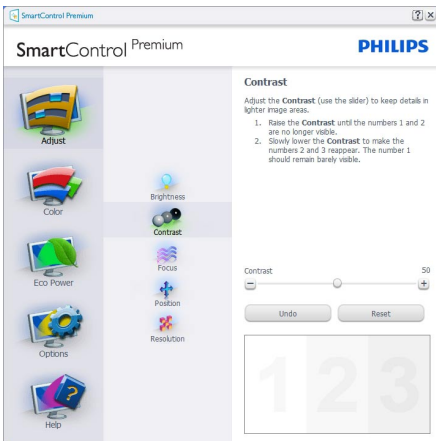 SmartControl Premium
SmartControl Premium
PHILIPS
Adjust
Color
Eco Power
Options
Help
Brightness
Contrast
Focus
Position
Resolution
Contrast
Adjust the Contrast (use the slider) to keep details in
lighter image areas.
1. Raise the Contrast until the numbers 1 and 2
are no longer visible.
2. Slowly lower the Contrast to make the
numbers 2 and 3 reappear. The number 1
should remain barely visible.
Contrast 50
Undo Reset
1 2 3